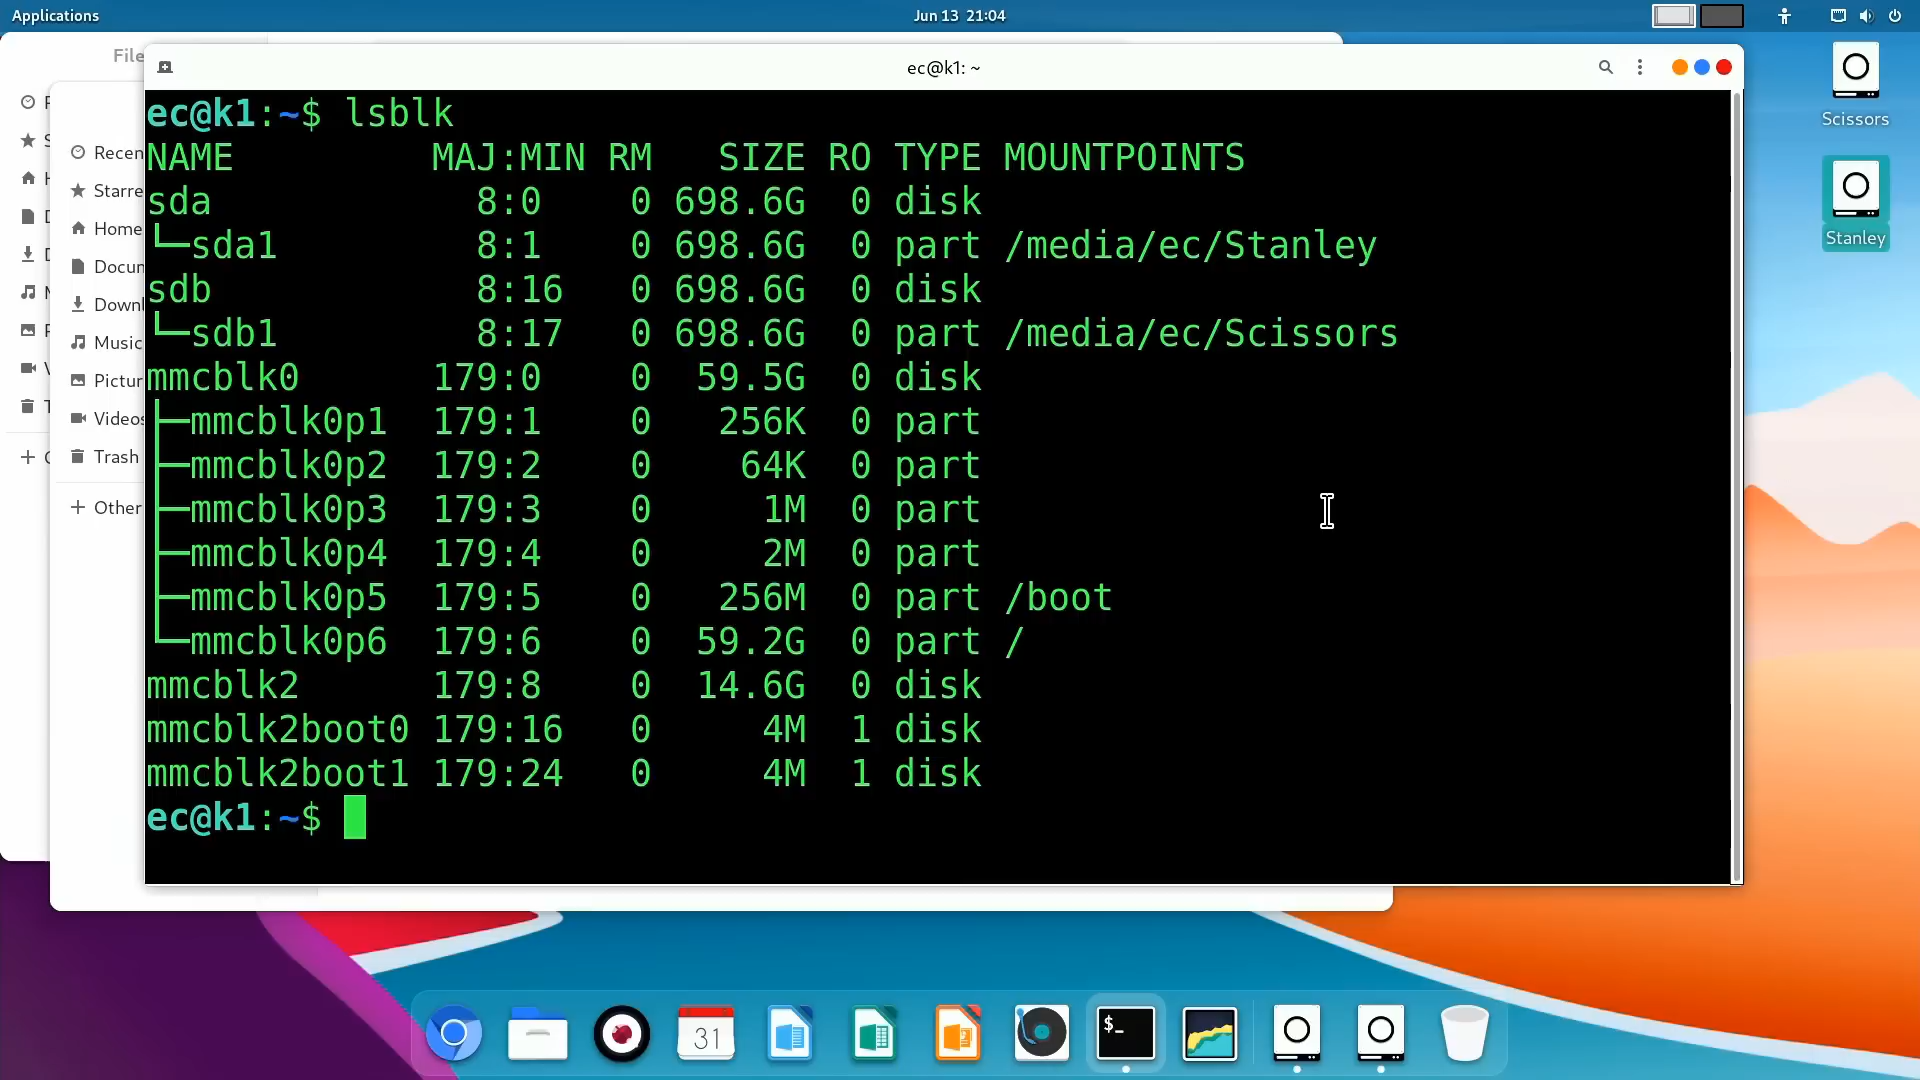 Applications
Jun 13 21:04
File
ec@k1: ~
ec@k1:~$ lsblk
NAME MAJ:MIN RM SIZE RO TYPE MOUNTPOINTS
sda 8:0 0 698.6G 0 disk
└─sda1 8:1 0 698.6G 0 part /media/ec/Stanley
sdb 8:16 0 698.6G 0 disk
└─sdb1 8:17 0 698.6G 0 part /media/ec/Scissors
mmcblk0 179:0 0 59.5G 0 disk
├─mmcblk0p1 179:1 0 256K 0 part
├─mmcblk0p2 179:2 0 64K 0 part
├─mmcblk0p3 179:3 0 1M 0 part
├─mmcblk0p4 179:4 0 2M 0 part
├─mmcblk0p5 179:5 0 256M 0 part /boot
└─mmcblk0p6 179:6 0 59.2G 0 part /
mmcblk2 179:8 0 14.6G 0 disk
mmcblk2boot0 179:16 0 4M 1 disk
mmcblk2boot1 179:24 0 4M 1 disk
ec@k1:~$
Recen
Starre
Home
Docun
Downl
Music
Pictur
Videos
Trash
Other
Scissors
Stanley
31
$_